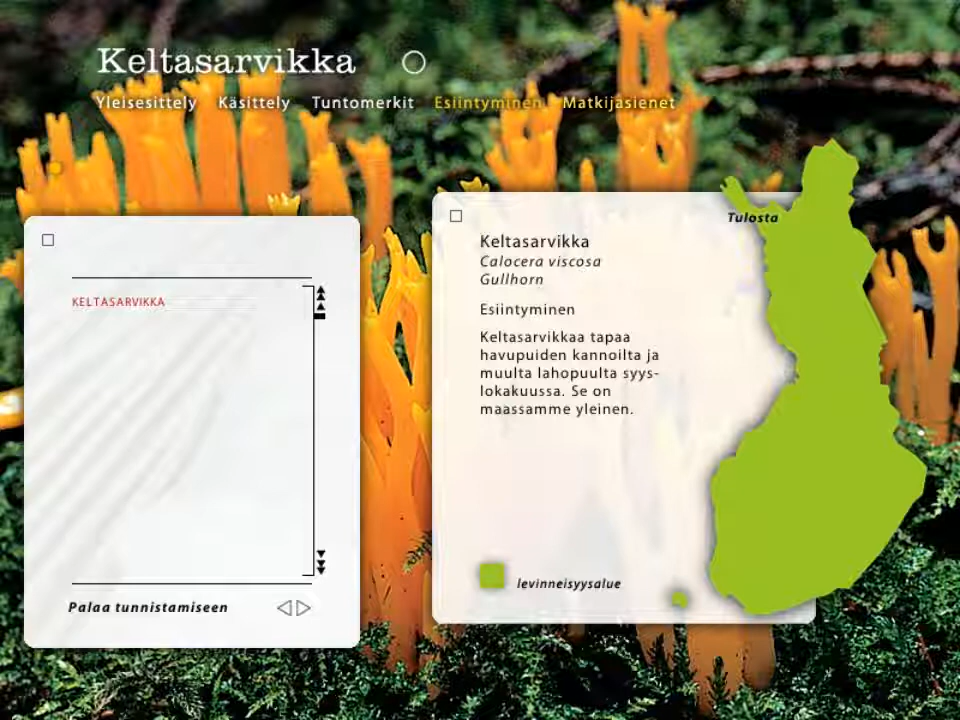 Keltasarvikka
Yleisesittely Käsittely Tuntomerkit Esiintyminen Matkijasienet
KELTASARVIKKA
Palaa tunnistamiseen
Tulosta
Keltasarvikka
Calocera viscosa
Gullhorn
Esiintyminen
Keltasarvikkaa tapaa
havupuiden kannoilta ja
muulta lahopuulta syys-
lokakuussa. Se on
maassamme yleinen.
levinneisyysalue